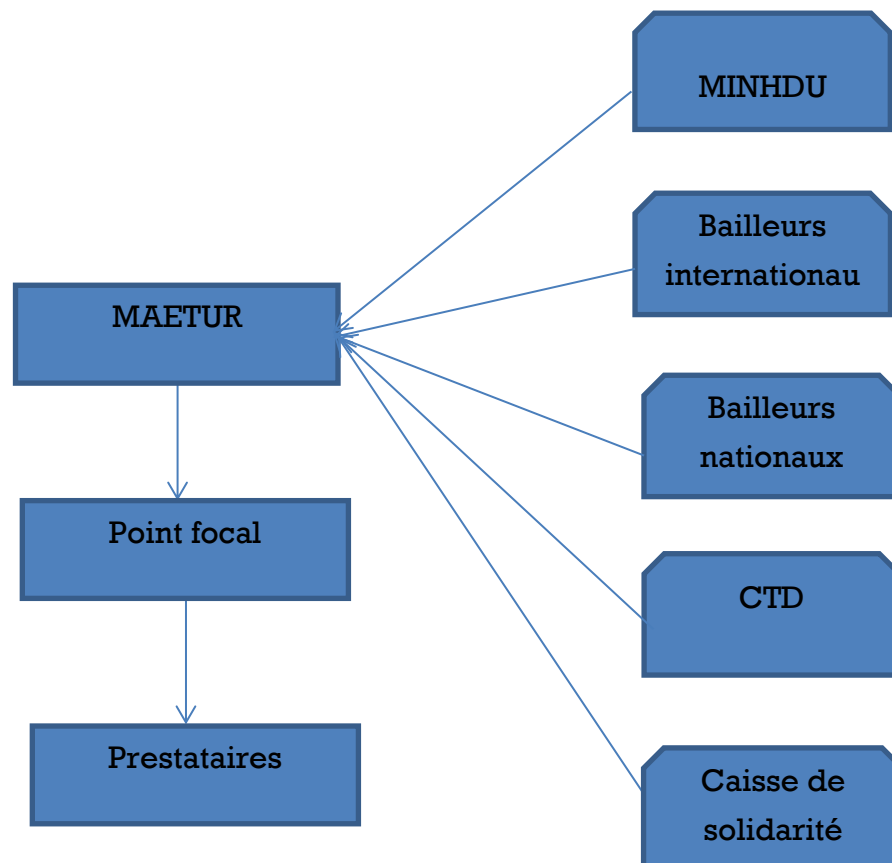 MINHDU
Bailleurs
internationau
MAETUR
Bailleurs
nationaux
Point focal
CTD
Prestataires
Caisse de
solidarité